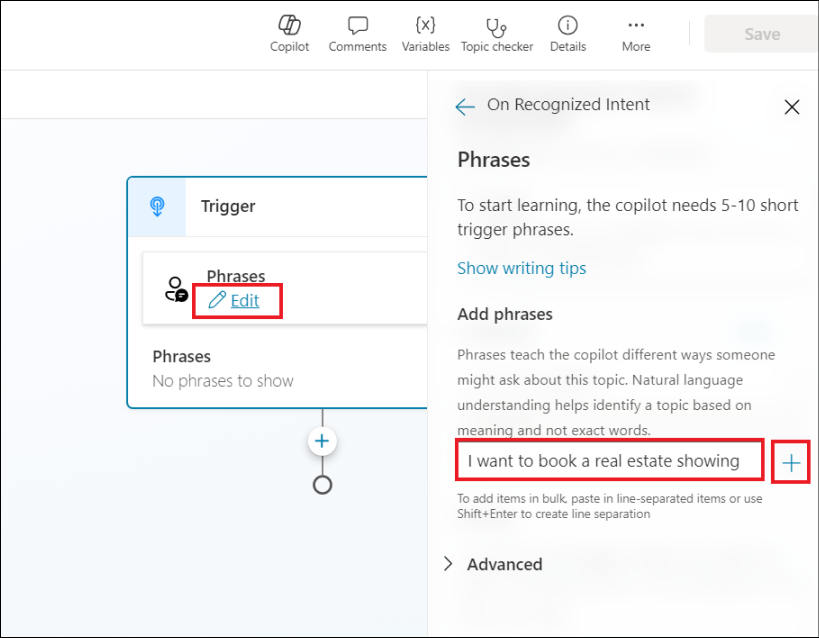 Copilot
Comments
{x}
Variables
Topic checker
Details
More
Save
On Recognized Intent
Phrases
To start learning, the copilot needs 5-10 short
trigger phrases.
Show writing tips
Add phrases
Phrases teach the copilot different ways someone
might ask about this topic. Natural language
understanding helps identify a topic based on
meaning and not exact words.
I want to book a real estate showing
To add items in bulk, paste in line-separated items or use
Shift+Enter to create line separation
Advanced
Trigger
Phrases
Edit
Phrases
No phrases to show